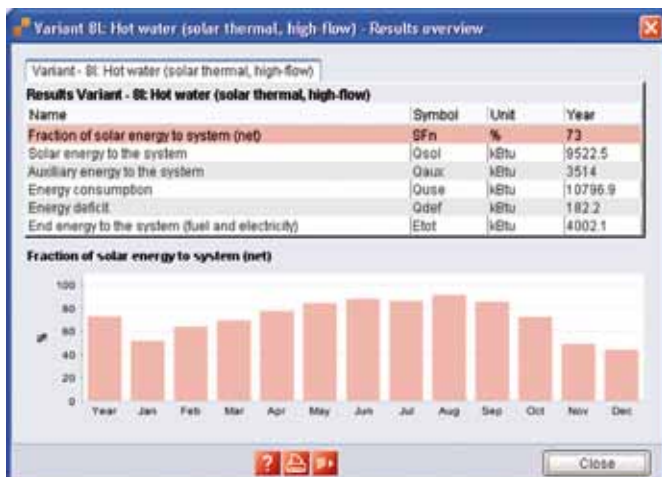 Variant 8l: Hot water (solar thermal, high-flow) - Results overview
Variant - 8l: Hot water (solar thermal, high-flow)
Results Variant - 8l: Hot water (solar thermal, high-flow)
Name Symbol Unit Year
Fraction of solar energy to system (net) SFn % 73
Solar energy to the system Qsol kBtu 9522.5
Auxiliary energy to the system Qaux kBtu 3514
Energy consumption Quse kBtu 10796.9
Energy deficit Qdef kBtu 182.2
End energy to the system (fuel and electricity) Etot kBtu 4002.1
Fraction of solar energy to system (net)
100
80
60
40
20
0
%
Year Jan Feb Mar Apr May Jun Jul Aug Sep Oct Nov Dec
?
Close